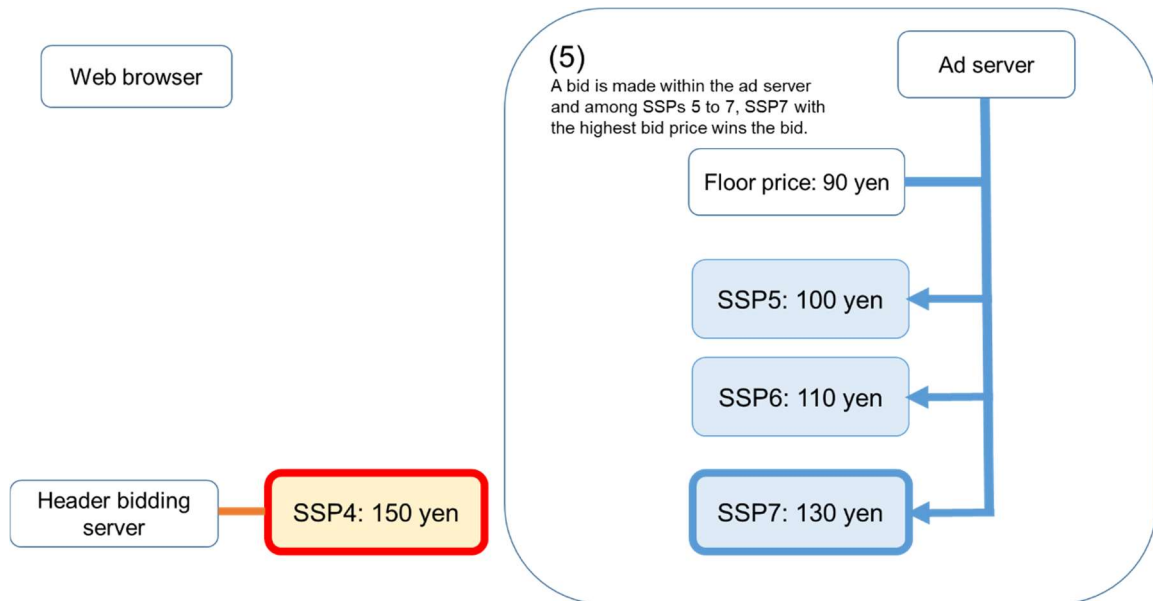 Web browser
(5)
A bid is made within the ad server
and among SSPs 5 to 7, SSP7 with
the highest bid price wins the bid.
Ad server
Floor price: 90 yen
SSP5: 100 yen
SSP6: 110 yen
Header bidding
server
SSP4: 150 yen
SSP7: 130 yen